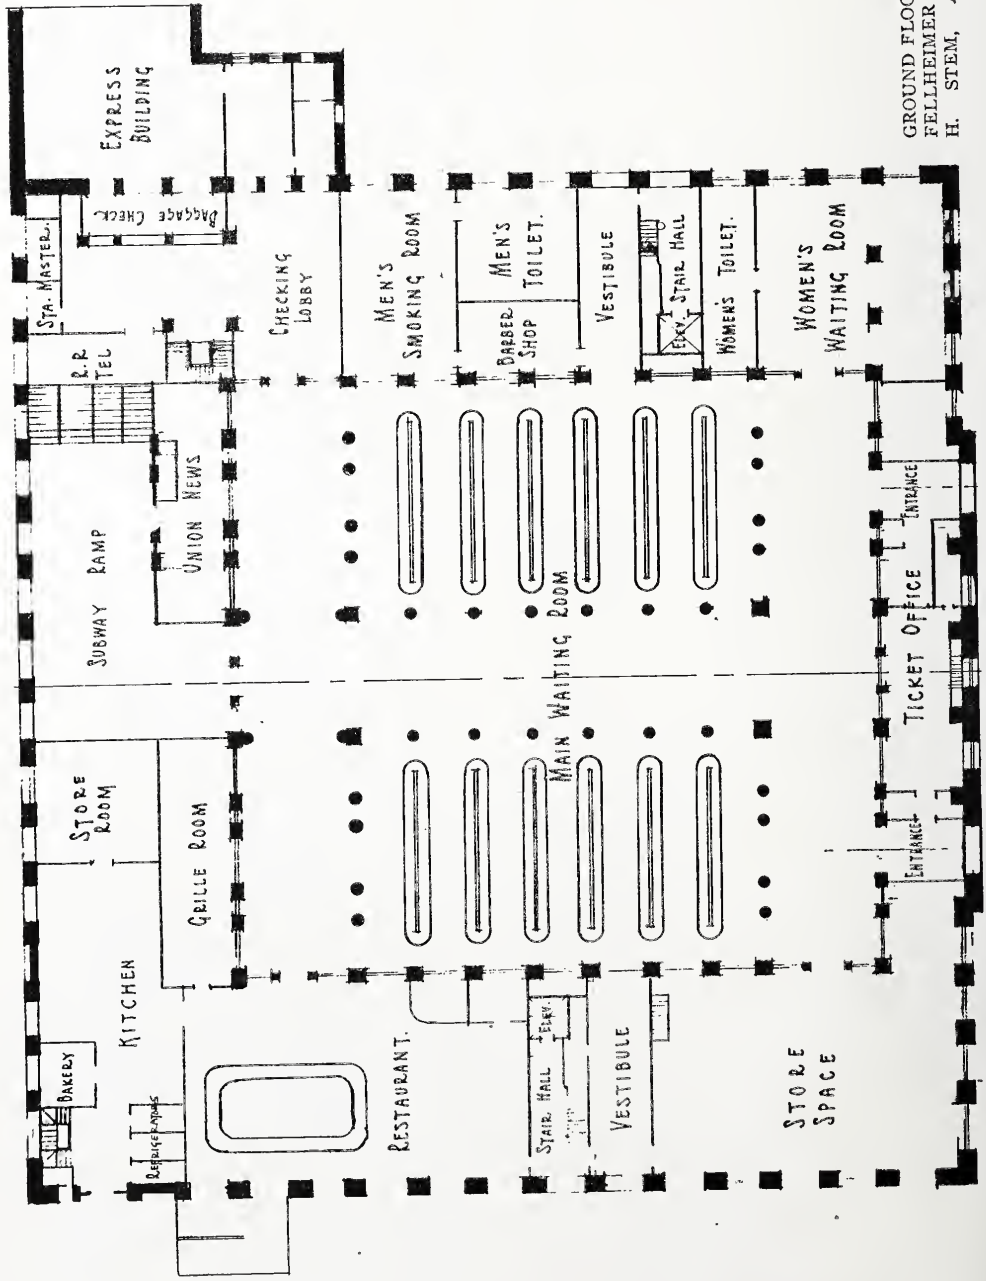 STA. MASTER.
BAKERY
STORE
ROOM
R.R
TEL
SUBWAY RAMP
EXPRESS
BUILDING
KITCHEN
REFRIGERATORS
BAGGAGE CHECK.
UNION NEWS
GRILLE ROOM
CHECKING
LOBBY
RESTAURANT.
MEN'S
SMOKING ROOM
BARBER
SHOP
MEN'S
TOILET.
STAIR HALL
ELEV.
MAIN WAITING ROOM
VESTIBULE
VESTIBULE
ELEV.
STAIR HALL
WOMEN'S TOILET.
STORE
SPACE
WOMEN'S
WAITING ROOM
ENTRANCE
TICKET OFFICE
ENTRANCE
GROUND FLOO
FELLHEIMER
H. STEM,